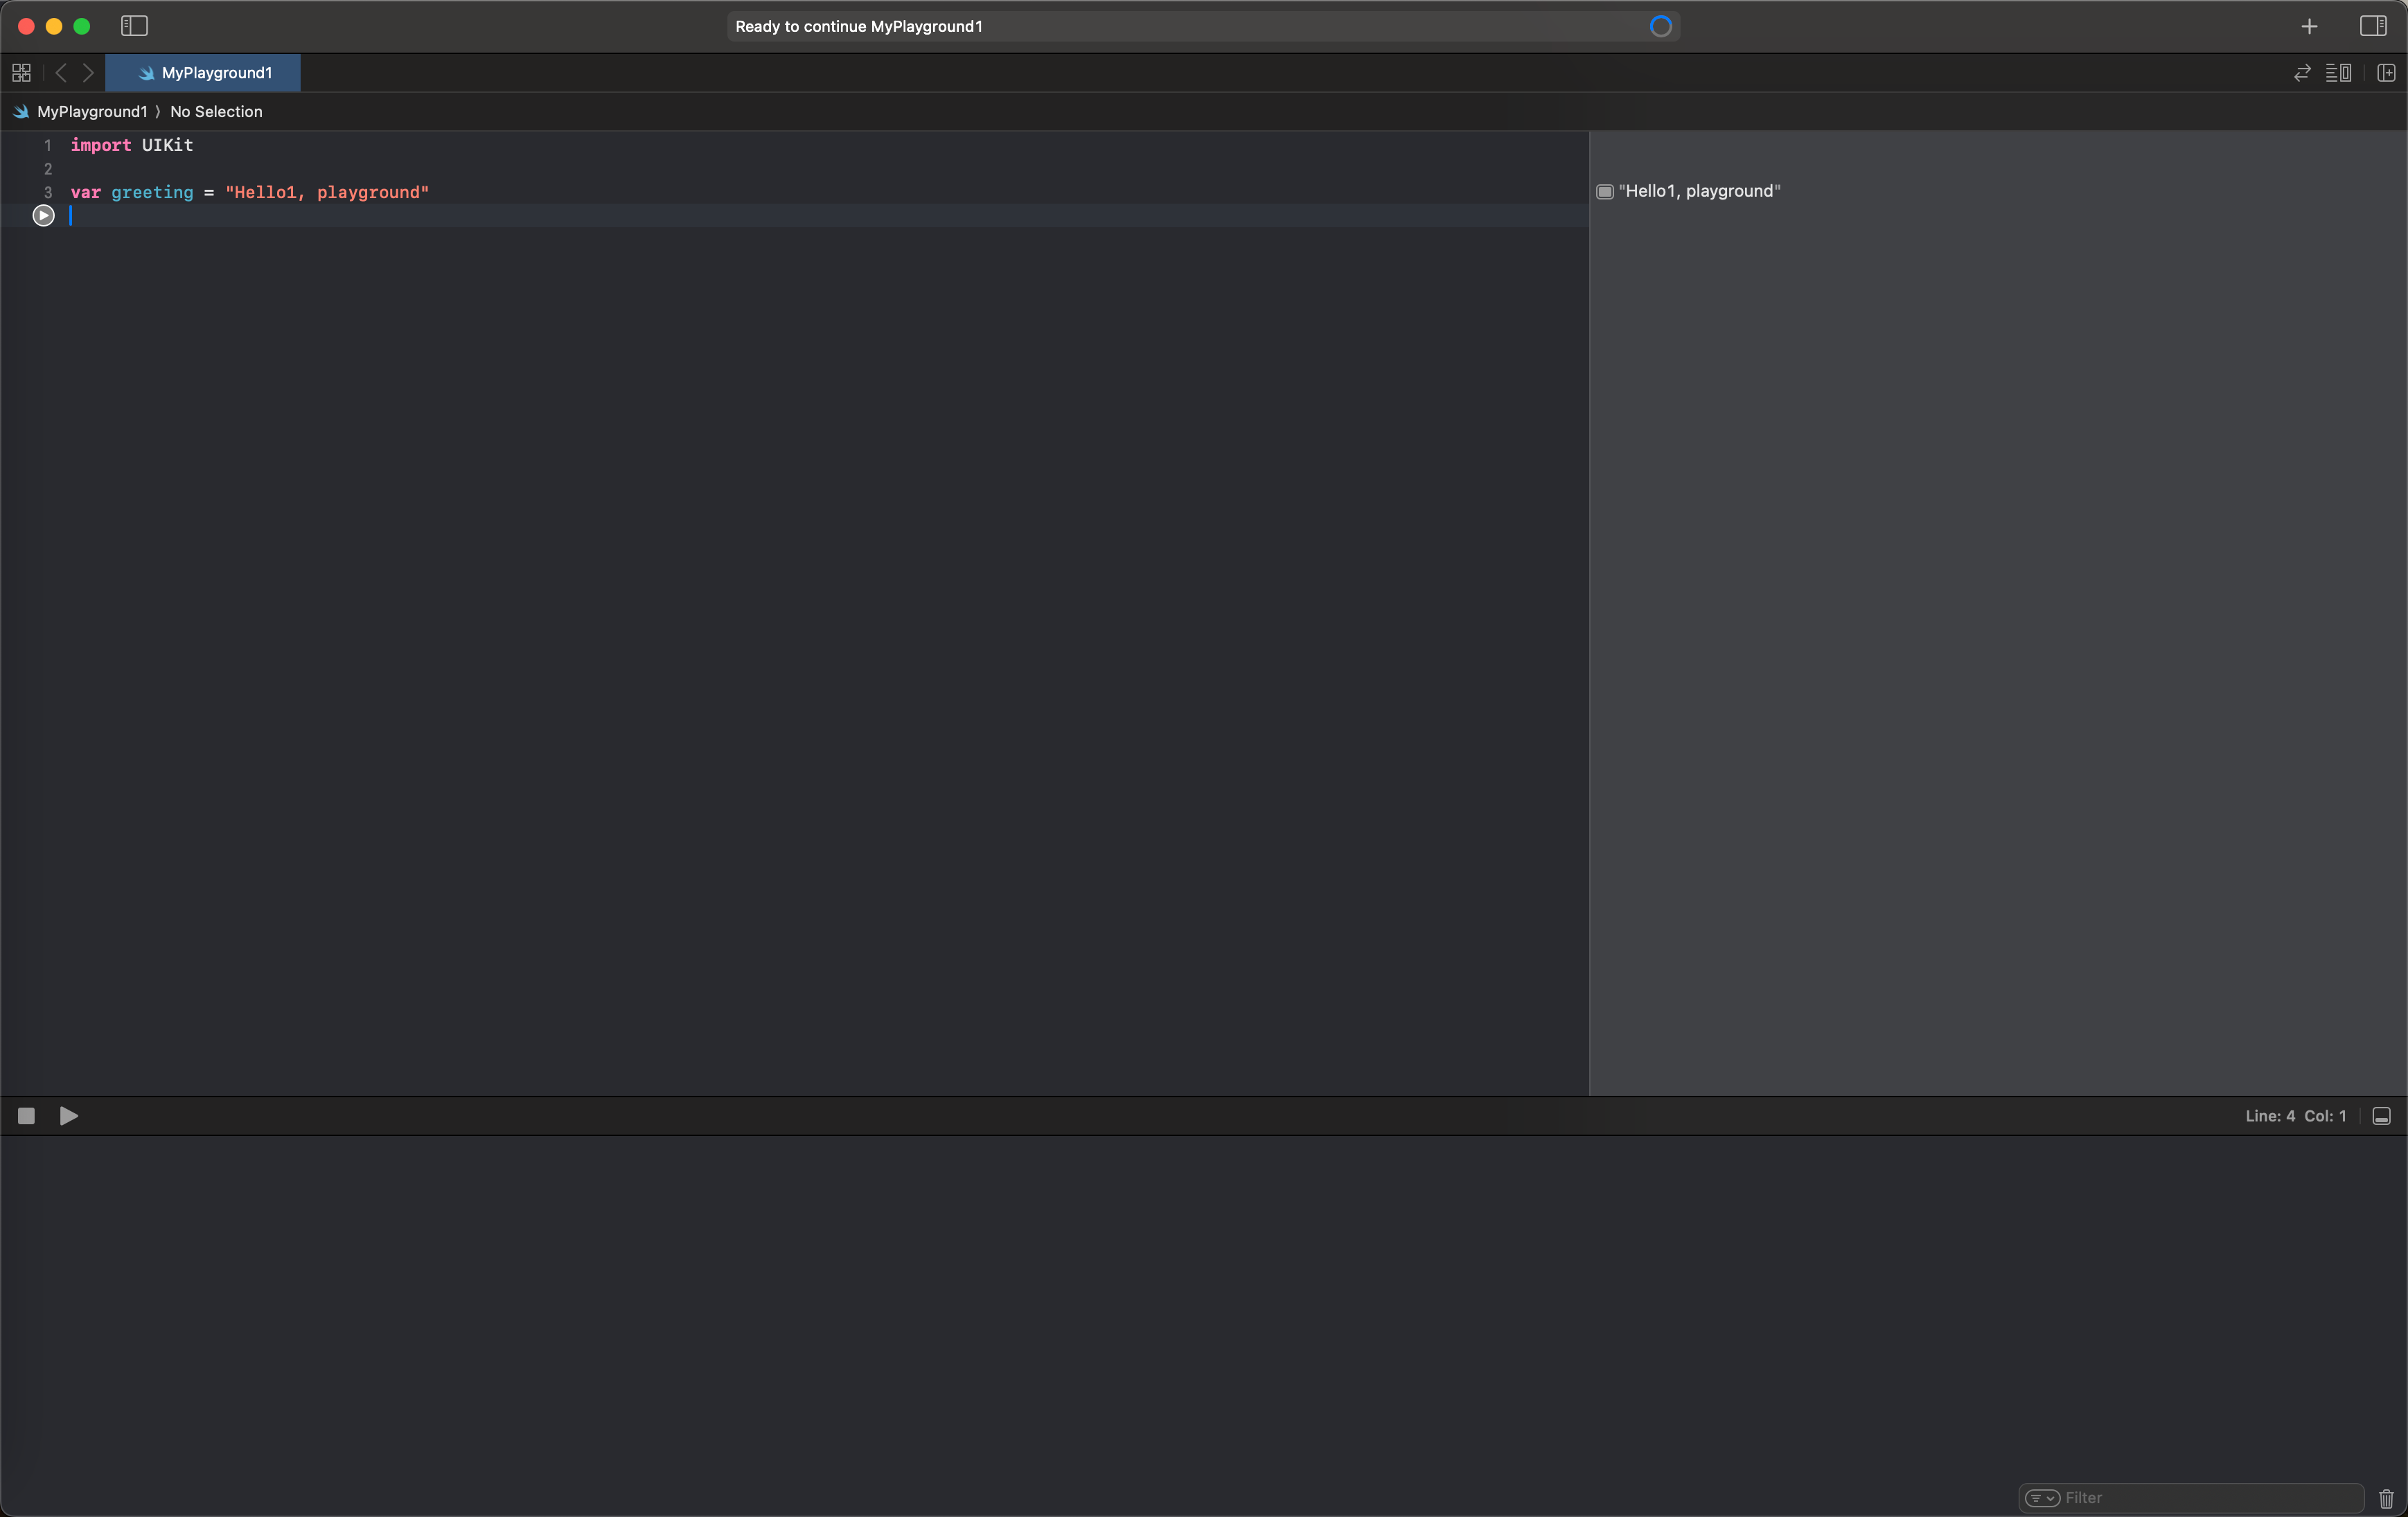 Ready to continue MyPlayground1
MyPlayground1
MyPlayground1 ⟩ No Selection
1 import UIKit
2
3 var greeting = "Hello1, playground"
"Hello1, playground"
Line: 4 Col: 1
Filter